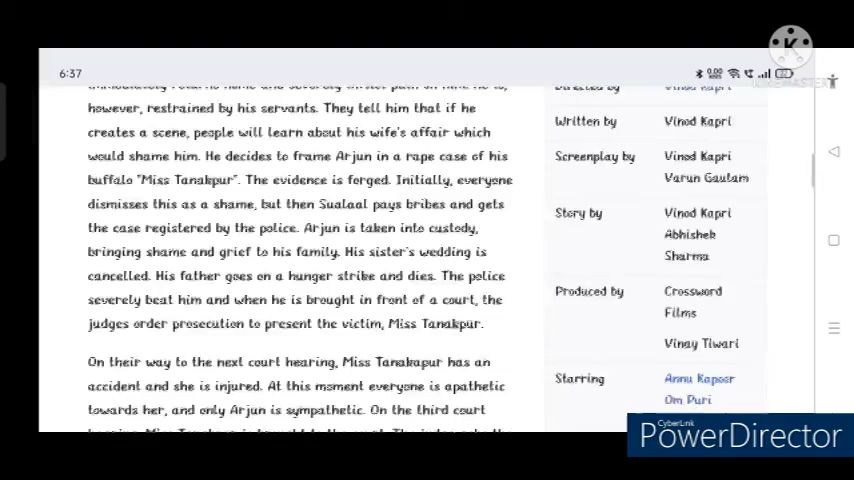 6:37
however, restrained by his servants. They tell him that if he
creates a scene, people will learn about his wife's affair which
would shame him. He decides to frame Arjun in a rape case of his
buffalo "Miss Tanakpur". The evidence is forged. Initially, everyone
dismisses this as a shame, but then Sualaal pays bribes and gets
the case registered by the police. Arjun is taken into custody,
bringing shame and grief to his family. His sister's wedding is
cancelled. His father goes on a hunger strike and dies. The police
severely beat him and when he is brought in front of a court, the
judges order prosecution to present the victim, Miss Tanakpur.
On their way to the next court hearing, Miss Tanakapur has an
accident and she is injured. At this moment everyone is apathetic
towards her, and only Arjun is sympathetic. On the third court
Directed by Vinod Kapri
Written by Vinod Kapri
Screenplay by Vinod Kapri
Varun Gautam
Story by Vinod Kapri
Abhishek
Sharma
Produced by Crossword
Films
Vinay Tiwari
Starring Annu Kapoor
Om Puri
K
KINEMASTER
CyberLink
PowerDirector